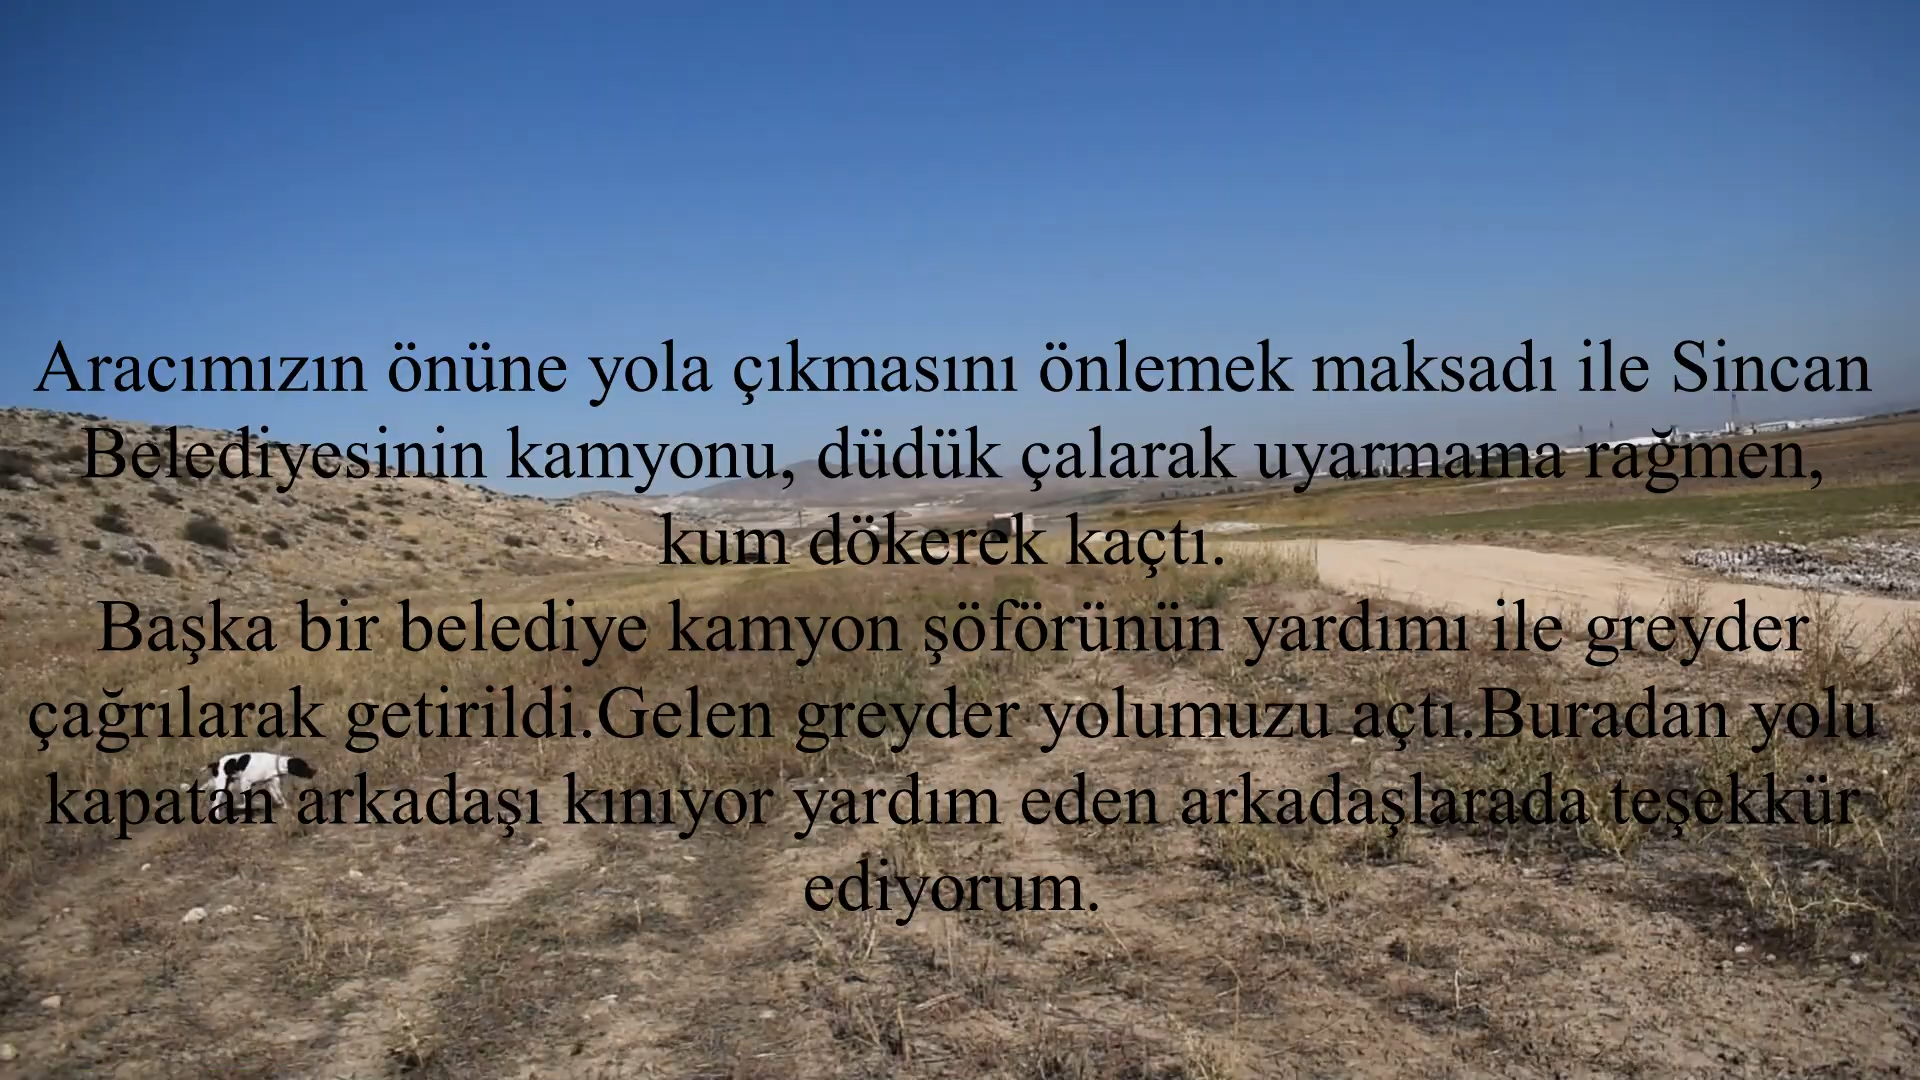 Aracımızın önüne yola çıkmasını önlemek maksadı ile Sincan
Belediyesinin kamyonu, düdük çalarak uyarmama rağmen,
kum dökerek kaçtı.
Başka bir belediye kamyon şöförünün yardımı ile greyder
çağrılarak getirildi.Gelen greyder yolumuzu açtı.Buradan yolu
kapatan arkadaşı kınıyor yardım eden arkadaşlarada teşekkür
ediyorum.